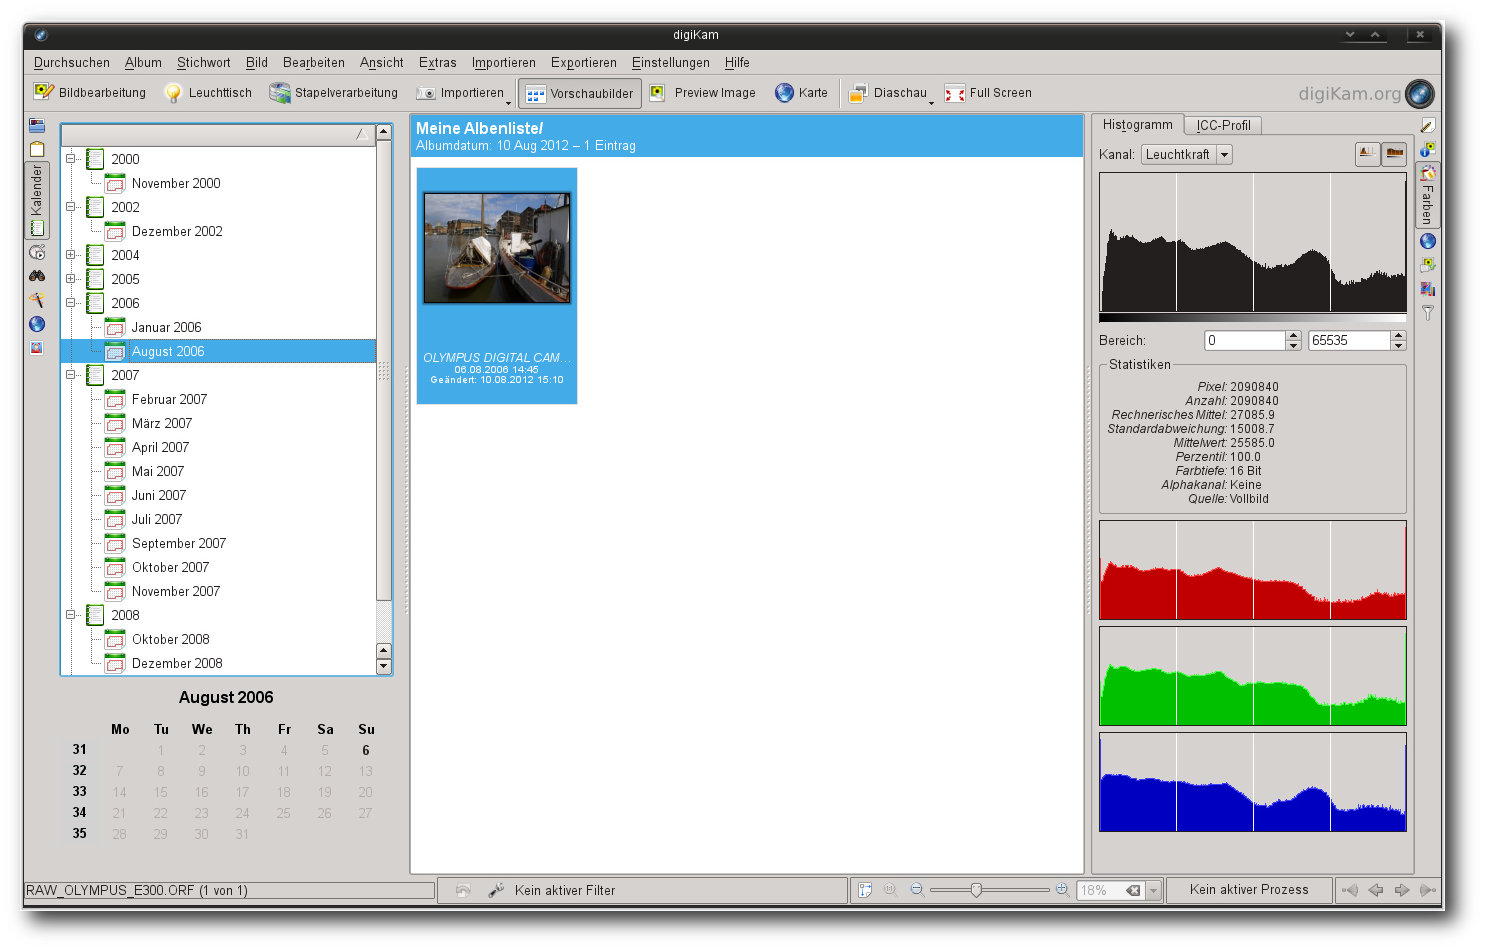 digiKam
Durchsuchen Album Stichwort Bild Bearbeiten Ansicht Extras Importieren Exportieren Einstellungen Hilfe
Bildbearbeitung Leuchttisch Stapelverarbeitung Importieren Vorschaubilder Preview Image Karte Diaschau Full Screen digiKam.org
Kalender
2000
November 2000
2002
Dezember 2002
2004
2005
2006
Januar 2006
August 2006
2007
Februar 2007
März 2007
April 2007
Mai 2007
Juni 2007
Juli 2007
September 2007
Oktober 2007
November 2007
2008
Oktober 2008
Dezember 2008
August 2006
Mo Tu We Th Fr Sa Su
31 1 2 3 4 5 6
32 7 8 9 10 11 12 13
33 14 15 16 17 18 19 20
34 21 22 23 24 25 26 27
35 28 29 30 31
Meine Albenliste/
Albumdatum: 10 Aug 2012 – 1 Eintrag
OLYMPUS DIGITAL CAM...
06.08.2006 14:45
Geändert: 10.08.2012 15:10
Histogramm ICC-Profil
Kanal: Leuchtkraft
Farben
Bereich: 0 65535
Statistiken
Pixel: 2090840
Anzahl: 2090840
Rechnerisches Mittel: 27085.9
Standardabweichung: 15008.7
Mittelwert: 25585.0
Perzentil: 100.0
Farbtiefe: 16 Bit
Alphakanal: Keine
Quelle: Vollbild
RAW_OLYMPUS_E300.ORF (1 von 1) Kein aktiver Filter 18% Kein aktiver Prozess